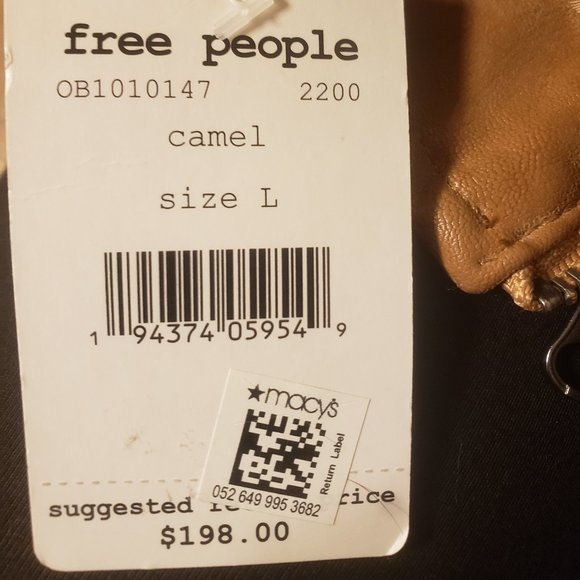 free people
OB1010147 2200
camel
size L
1 94374 05954 9
★macy's
Return Label
052 649 995 3682
suggested
$198.00